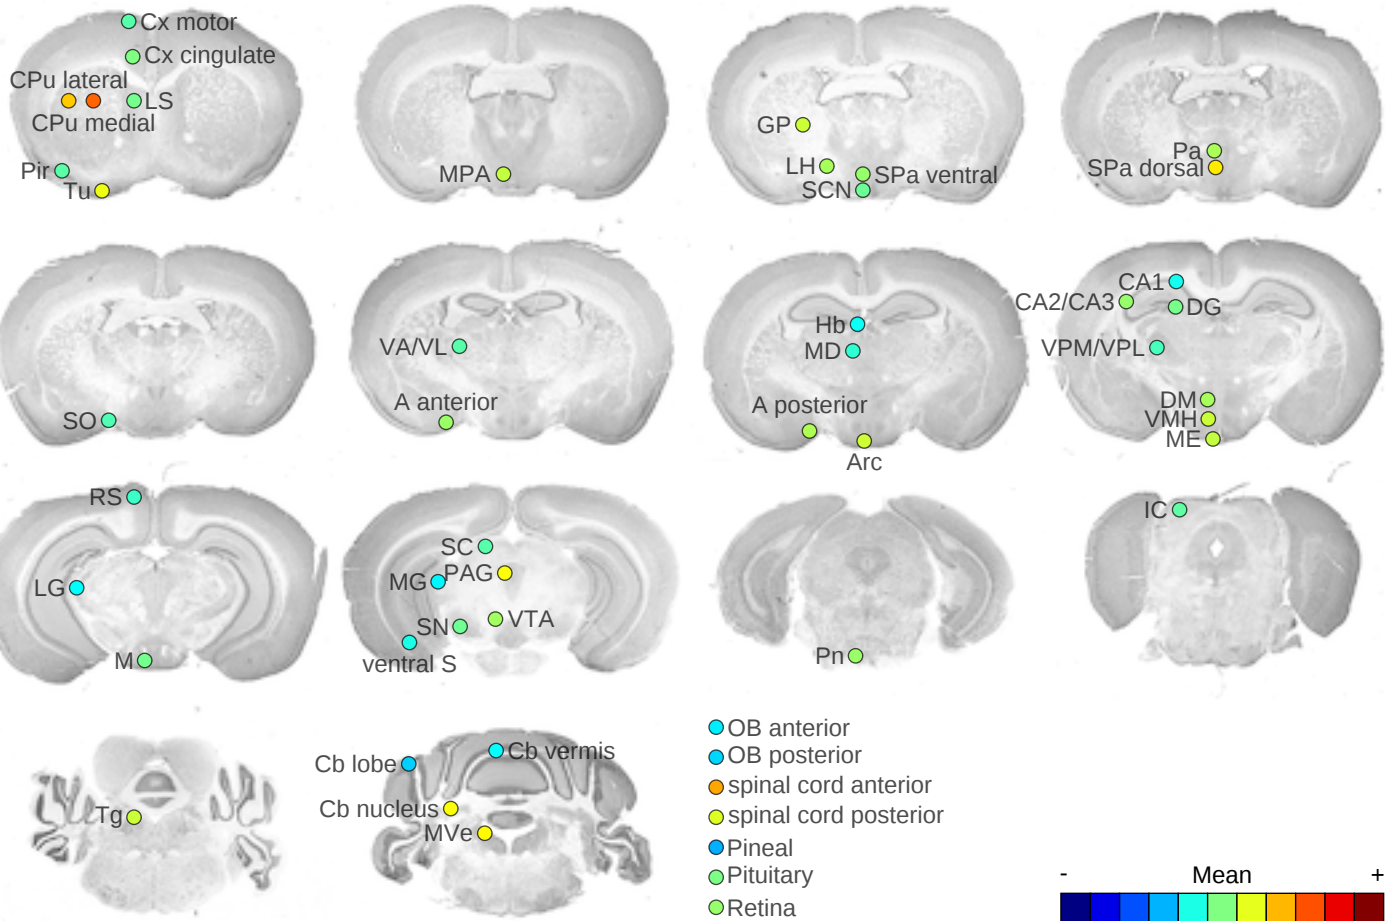 Cx motor
Cx cingulate
CPu lateral
LS
CPu medial
Pir
Tu
MPA
GP
LH
SPa ventral
SCN
Pa
SPa dorsal
SO
VA/VL
A anterior
Hb
MD
A posterior
Arc
CA1
CA2/CA3
DG
VPM/VPL
DM
VMH
ME
RS
LG
M
SC
MG
PAG
SN
VTA
ventral S
Pn
IC
Tg
Cb lobe
Cb vermis
Cb nucleus
MVe
OB anterior
OB posterior
spinal cord anterior
spinal cord posterior
Pineal
Pituitary
Retina
- Mean +